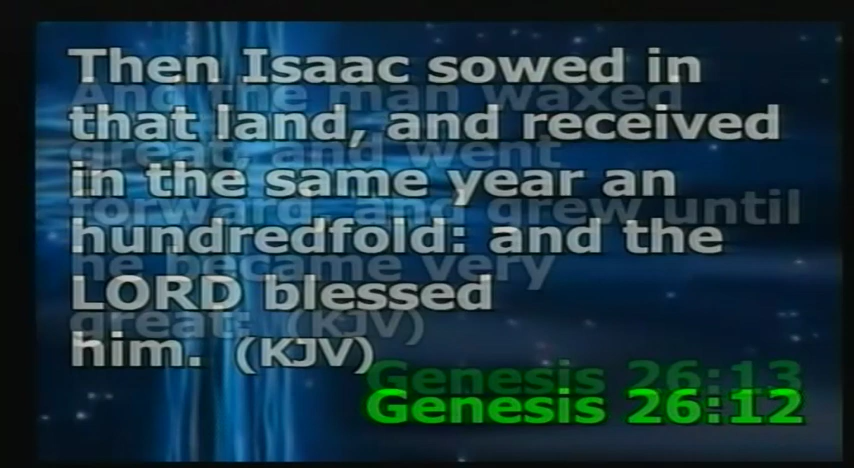 Then Isaac sowed in
And the man waxed
that land, and received
great, and went
in the same year an
forward, and grew until
hundredfold: and the
he became very
LORD blessed
great: (KJV)
him. (KJV)
Genesis 26:13
Genesis 26:12